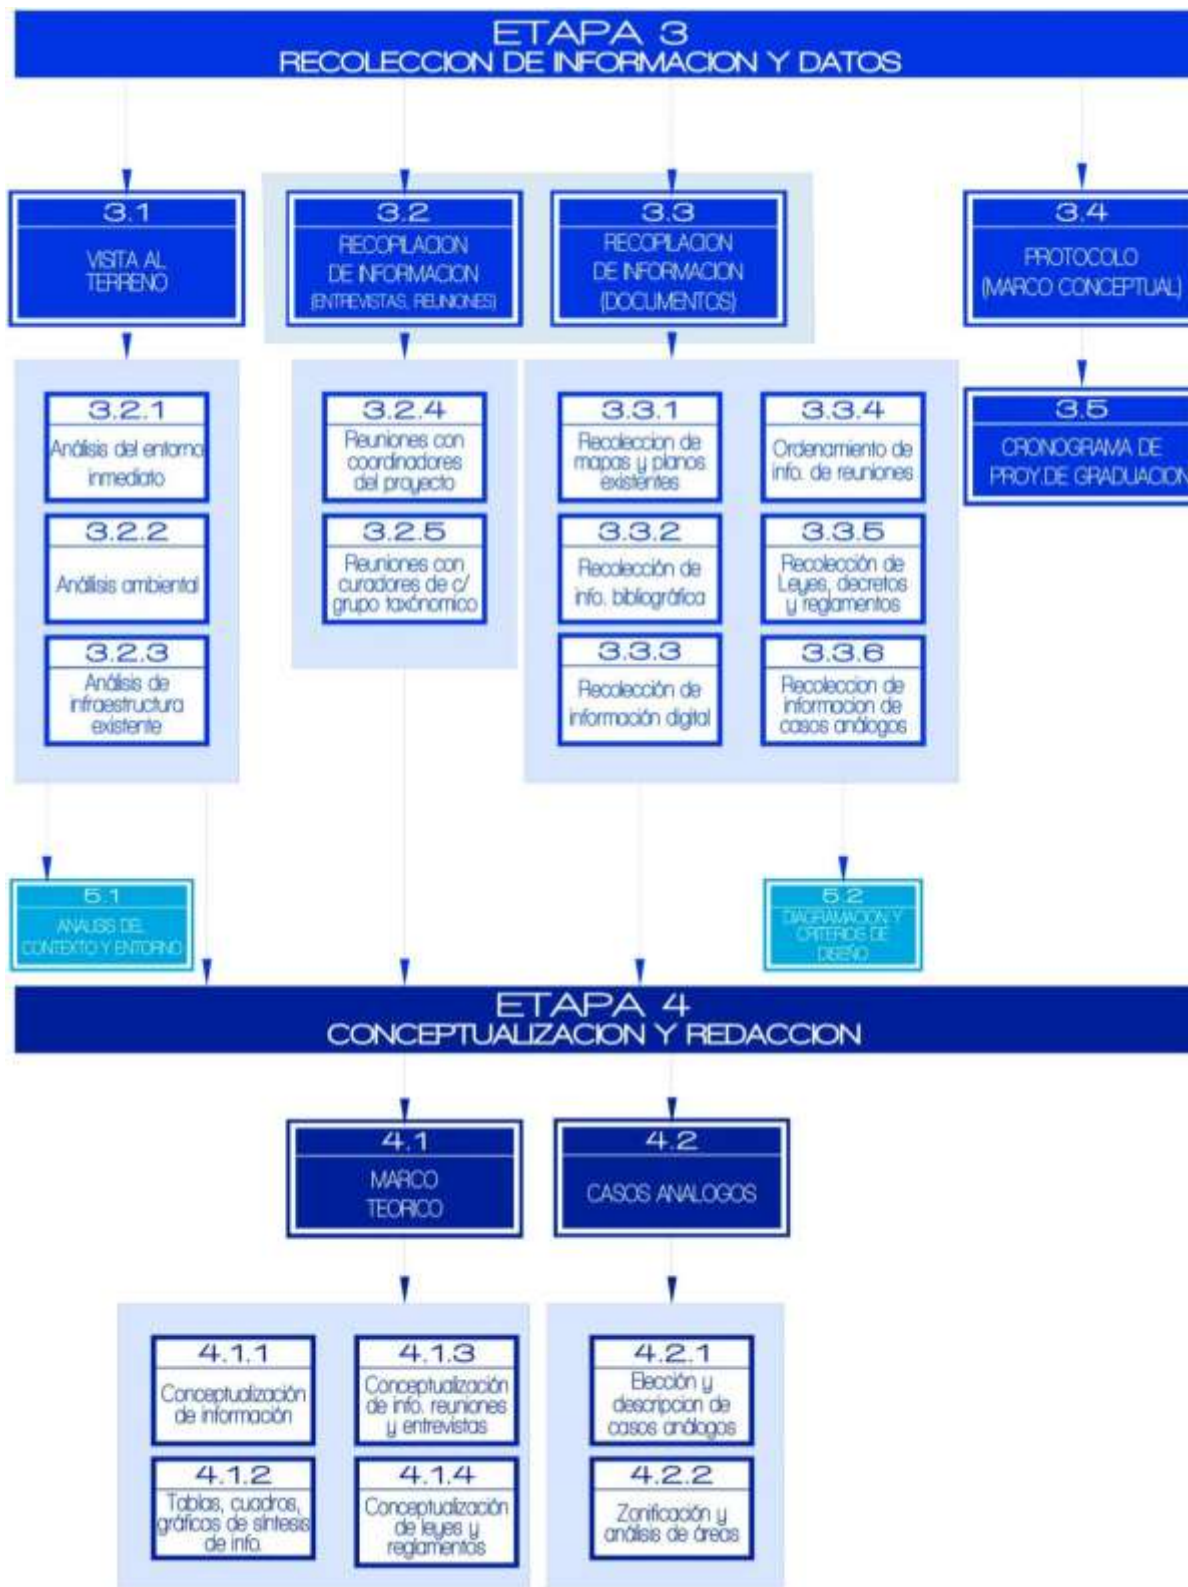 ETAPA 3
RECOLECCION DE INFORMACION Y DATOS
3.1
VISITA AL
TERRENO
3.2
RECOPILACION
DE INFORMACION
(ENTREVISTAS, REUNIONES)
3.3
RECOPILACION
DE INFORMACION
(DOCUMENTOS)
3.4
PROTOCOLO
(MARCO CONCEPTUAL)
3.2.1
Análisis del entorno
inmediato
3.2.2
Análisis ambiental
3.2.3
Análisis de
infraestructura
existente
3.2.4
Reuniones con
coordinadores
del proyecto
3.2.5
Reuniones con
curadores de c/
grupo taxónomico
3.3.1
Recoleccion de
mapas y planos
existentes
3.3.2
Recolección de
info. bibliográfica
3.3.3
Recolección de
información digital
3.3.4
Ordenamiento de
info. de reuniones
3.3.5
Recolección de
Leyes, decretos
y reglamentos
3.3.6
Recoleccion de
informacion de
casos análogos
3.5
CRONOGRAMA DE
PROY.DE GRADUACION
5.1
ANALISIS DEL
CONTEXTO Y ENTORNO
5.2
DIAGRAMACION Y
CRITERIOS DE
DISEÑO
ETAPA 4
CONCEPTUALIZACION Y REDACCION
4.1
MARCO
TEORICO
4.2
CASOS ANALOGOS
4.1.1
Conceptualización
de información
4.1.2
Tablas, cuadros,
gráficas de síntesis
de info.
4.1.3
Conceptualización
de info. reuniones
y entrevistas
4.1.4
Conceptualización
de leyes y
reglamentos
4.2.1
Elección y
descripcion de
casos análogos
4.2.2
Zonificación y
análisis de áreas